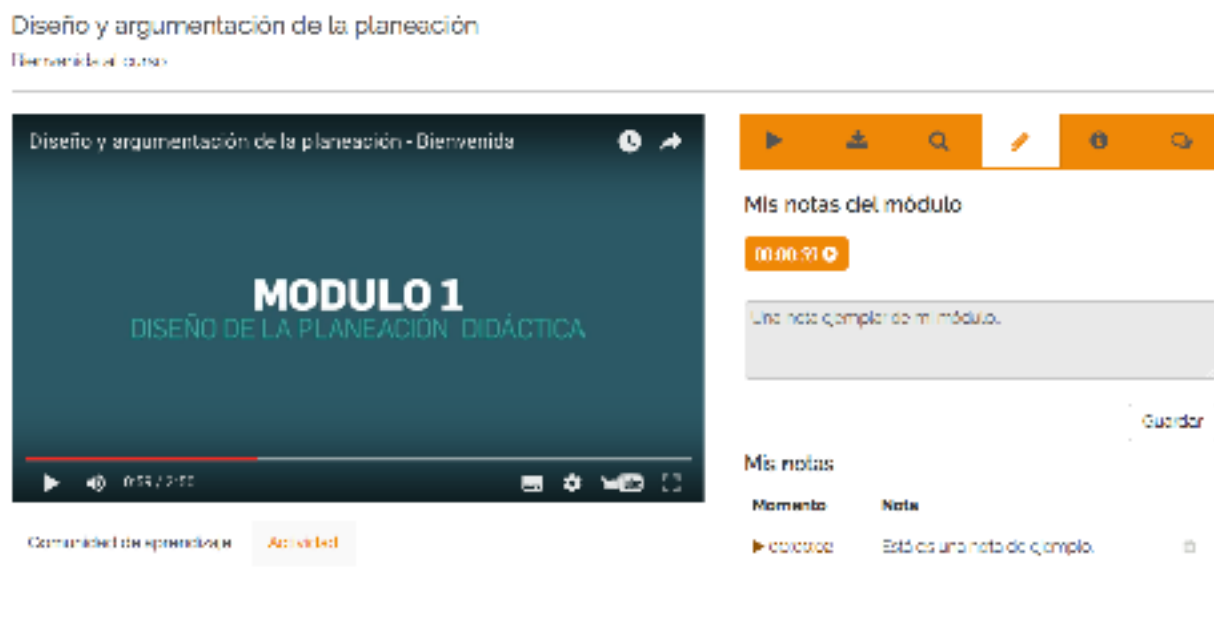 Diseño y argumentación de la planeación
Bienvenida al curso
Diseño y argumentación de la planeación - Bienvenida
MODULO 1
DISEÑO DE LA PLANEACIÓN DIDÁCTICA
Comunidad de aprendizaje
Actividad
Mis notas del módulo
Una nota ejemplar de mi módulo.
Guardar
Mis notas
Momento Nota
Está es una nota de ejemplo.